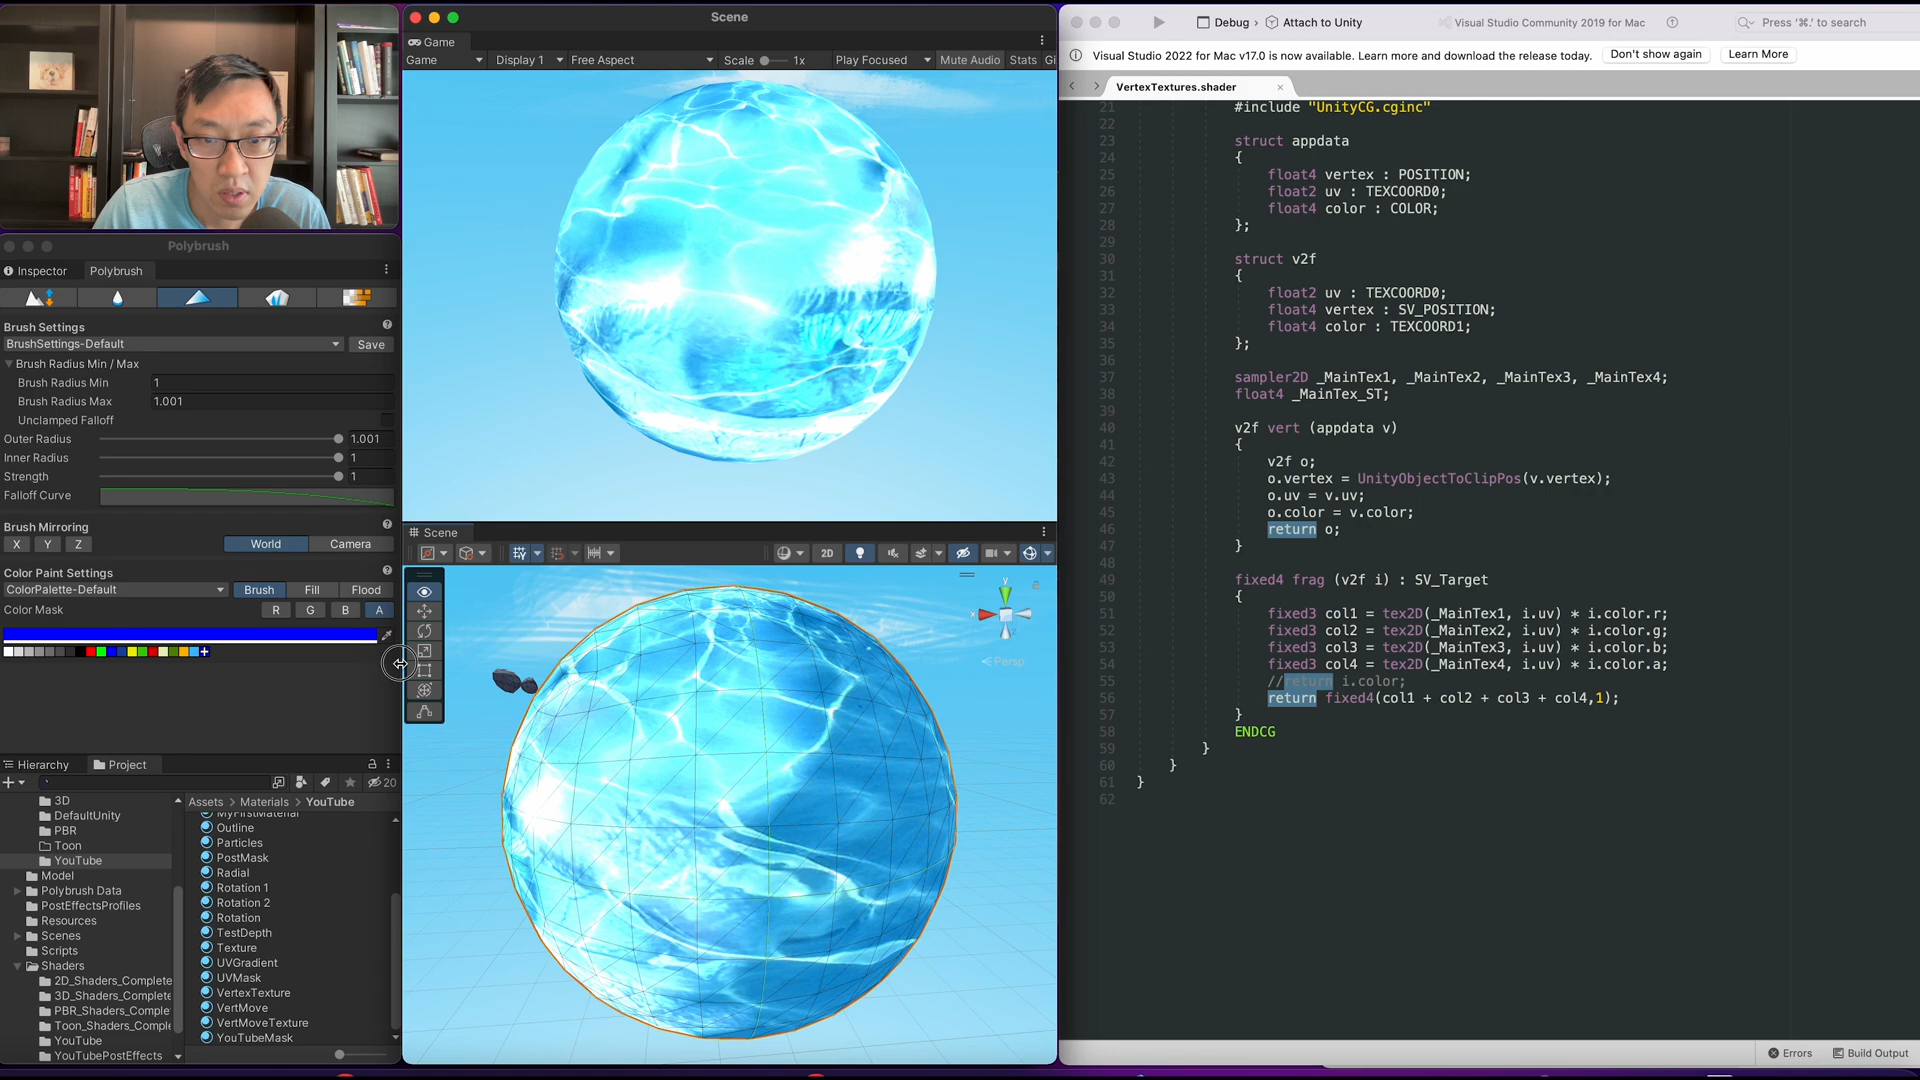 Polybrush
Inspector
Polybrush
Brush Settings
BrushSettings-Default
Save
Brush Radius Min / Max
Brush Radius Min
1
Brush Radius Max
1.001
Unclamped Falloff
Outer Radius
1.001
Inner Radius
1
Strength
1
Falloff Curve
Brush Mirroring
X Y Z
World
Camera
Color Paint Settings
ColorPalette-Default
Brush
Fill
Flood
Color Mask
R G B A
Hierarchy
Project
20
3D
DefaultUnity
PBR
Toon
YouTube
Model
Polybrush Data
PostEffectsProfiles
Resources
Scenes
Scripts
Shaders
2D_Shaders_Complete
3D_Shaders_Complete
PBR_Shaders_Comple
Toon_Shaders_Compl
YouTube
YouTubePostEffects
Assets > Materials > YouTube
MyFirstMaterial
Outline
Particles
PostMask
Radial
Rotation 1
Rotation 2
Rotation
TestDepth
Texture
UVGradient
UVMask
VertexTexture
VertMove
VertMoveTexture
YouTubeMask
Scene
Game
Game
Display 1
Free Aspect
Scale
1x
Play Focused
Mute Audio
Stats
Gi
Scene
2D
y
x
z
< Persp
Debug > Attach to Unity
Visual Studio Community 2019 for Mac
Press '⌘.' to search
Visual Studio 2022 for Mac v17.0 is now available. Learn more and download the release today.
Don't show again
Learn More
VertexTextures.shader
21 #include "UnityCG.cginc"
22
23 struct appdata
24 {
25 float4 vertex : POSITION;
26 float2 uv : TEXCOORD0;
27 float4 color : COLOR;
28 };
29
30 struct v2f
31 {
32 float2 uv : TEXCOORD0;
33 float4 vertex : SV_POSITION;
34 float4 color : TEXCOORD1;
35 };
36
37 sampler2D _MainTex1, _MainTex2, _MainTex3, _MainTex4;
38 float4 _MainTex_ST;
39
40 v2f vert (appdata v)
41 {
42 v2f o;
43 o.vertex = UnityObjectToClipPos(v.vertex);
44 o.uv = v.uv;
45 o.color = v.color;
46 return o;
47 }
48
49 fixed4 frag (v2f i) : SV_Target
50 {
51 fixed3 col1 = tex2D(_MainTex1, i.uv) * i.color.r;
52 fixed3 col2 = tex2D(_MainTex2, i.uv) * i.color.g;
53 fixed3 col3 = tex2D(_MainTex3, i.uv) * i.color.b;
54 fixed3 col4 = tex2D(_MainTex4, i.uv) * i.color.a;
55 //return i.color;
56 return fixed4(col1 + col2 + col3 + col4,1);
57 }
58 ENDCG
59 }
60 }
61 }
62
Errors
Build Output